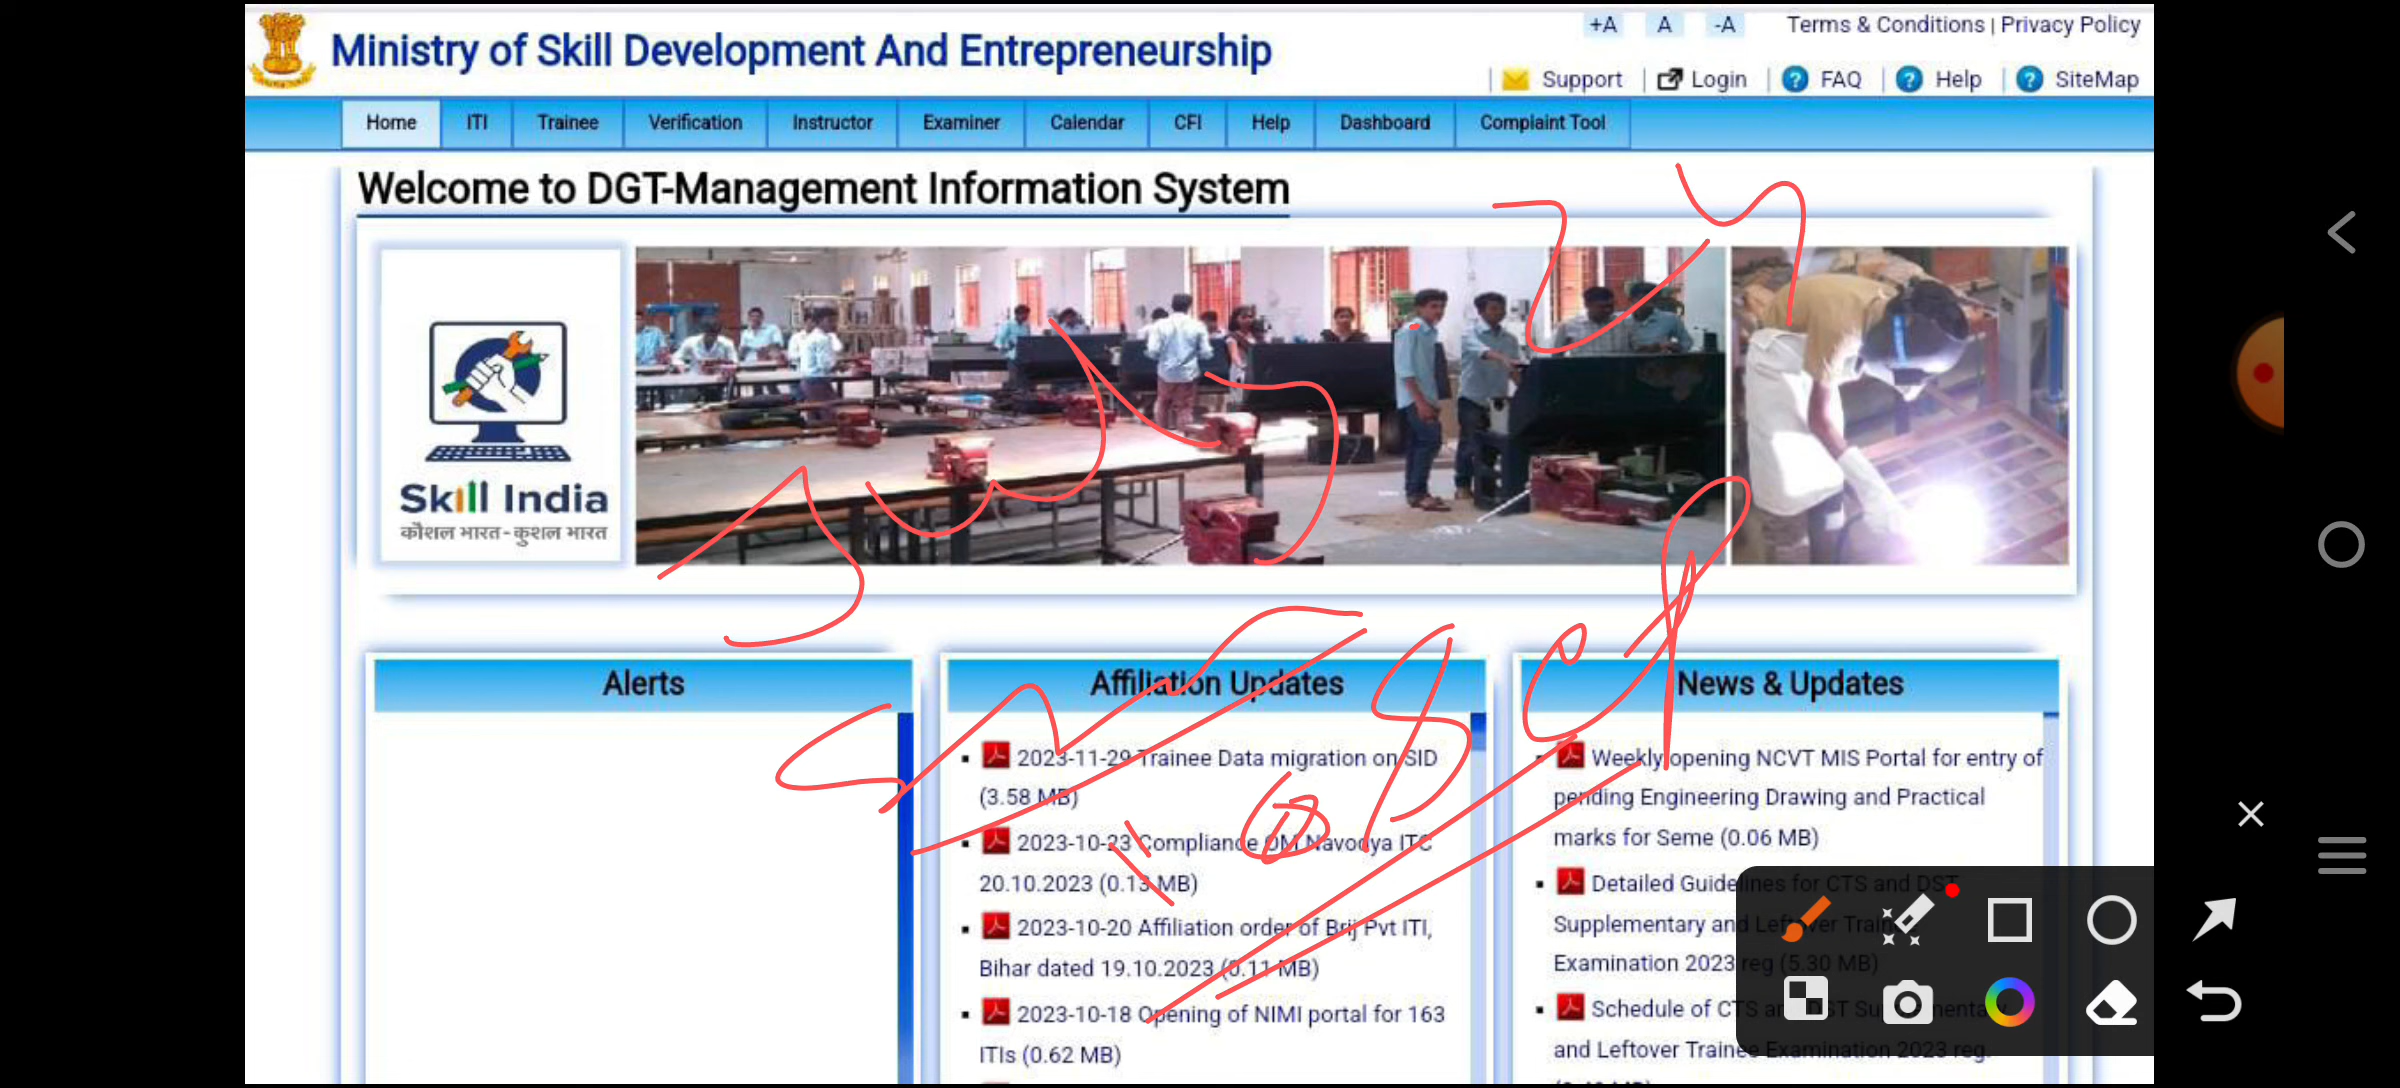 +A A -A Terms & Conditions | Privacy Policy
Ministry of Skill Development And Entrepreneurship
Support Login FAQ Help SiteMap
Home ITI Trainee Verification Instructor Examiner Calendar CFI Help Dashboard Complaint Tool
Welcome to DGT-Management Information System
Skill India
कौशल भारत - कुशल भारत
Alerts
Affiliation Updates
2023-11-29 Trainee Data migration on SID
(3.58 MB)
2023-10-23 Compliance OM Navodya ITC
20.10.2023 (0.13 MB)
2023-10-20 Affiliation order of Brij Pvt ITI,
Bihar dated 19.10.2023 (0.11 MB)
2023-10-18 Opening of NIMI portal for 163
ITIs (0.62 MB)
News & Updates
Weekly opening NCVT MIS Portal for entry of
pending Engineering Drawing and Practical
marks for Seme (0.06 MB)
Detailed Guidelines for CTS and DST
Supplementary and Leftover Trainee
Examination 2023 reg (5.30 MB)
Schedule of CTS and DST Supplementary
and Leftover Trainee Examination 2023 reg.